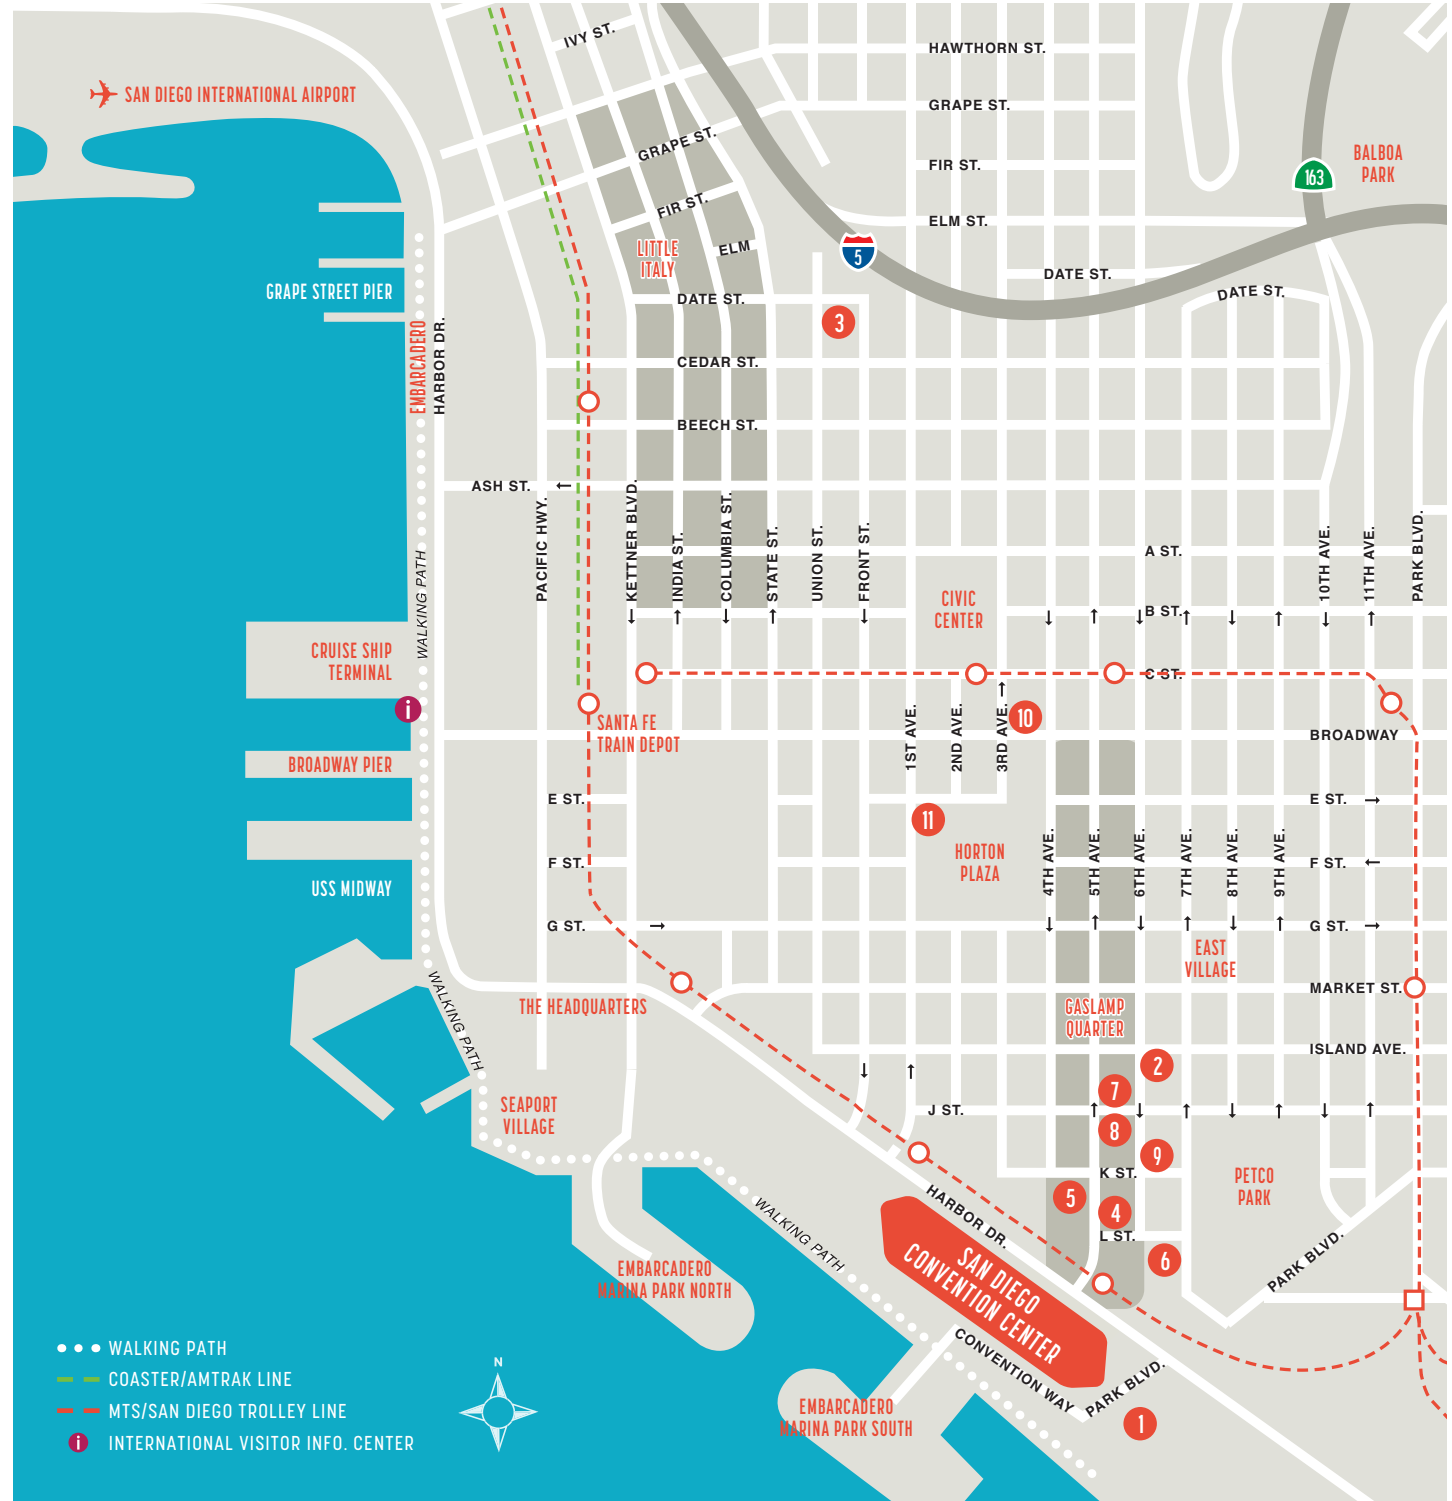 IVY ST.
HAWTHORN ST.
SAN DIEGO INTERNATIONAL AIRPORT
GRAPE ST.
GRAPE ST.
FIR ST.
BALBOA
PARK
163
FIR ST.
ELM ST.
ELM
LITTLE
ITALY
5
DATE ST.
GRAPE STREET PIER
DATE ST.
DATE ST.
3
EMBARCADERO
HARBOR DR.
CEDAR ST.
BEECH ST.
ASH ST.
PACIFIC HWY.
KETTNER BLVD.
INDIA ST.
COLUMBIA ST.
STATE ST.
UNION ST.
FRONT ST.
A ST.
10TH AVE.
11TH AVE.
PARK BLVD.
WALKING PATH
CIVIC
CENTER
B ST.
CRUISE SHIP
TERMINAL
C ST.
i
SANTA FE
TRAIN DEPOT
1ST AVE.
2ND AVE.
3RD AVE.
10
BROADWAY
BROADWAY PIER
E ST.
E ST.
11
HORTON
PLAZA
4TH AVE.
5TH AVE.
6TH AVE.
7TH AVE.
8TH AVE.
9TH AVE.
F ST.
F ST.
USS MIDWAY
G ST.
G ST.
EAST
VILLAGE
WALKING PATH
THE HEADQUARTERS
MARKET ST.
GASLAMP
QUARTER
ISLAND AVE.
2
7
SEAPORT
VILLAGE
J ST.
8
9
K ST.
PETCO
PARK
5
4
HARBOR DR.
WALKING PATH
L ST.
6
PARK BLVD.
SAN DIEGO
CONVENTION CENTER
EMBARCADERO
MARINA PARK NORTH
CONVENTION WAY
PARK BLVD.
1
EMBARCADERO
MARINA PARK SOUTH
WALKING PATH
COASTER/AMTRAK LINE
MTS/SAN DIEGO TROLLEY LINE
i INTERNATIONAL VISITOR INFO. CENTER
N